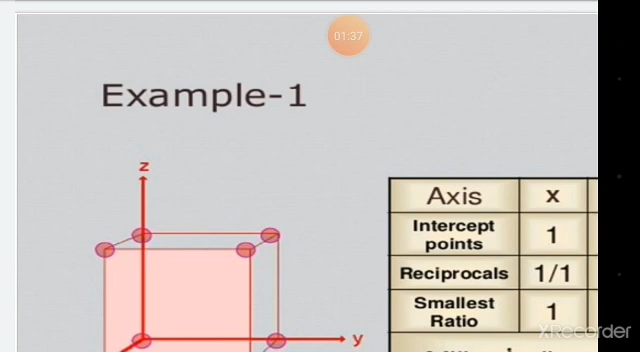 01:37
Example-1
z
y
Axis x
Intercept points 1
Reciprocals 1/1
Smallest Ratio 1
XRecorder